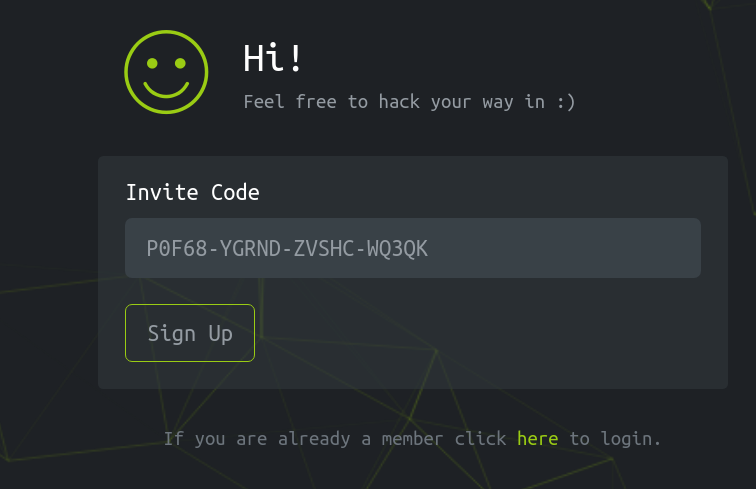 Hi!
Feel free to hack your way in :)
Invite Code
P0F68-YGRND-ZVSHC-WQ3QK
Sign Up
If you are already a member click here to login.